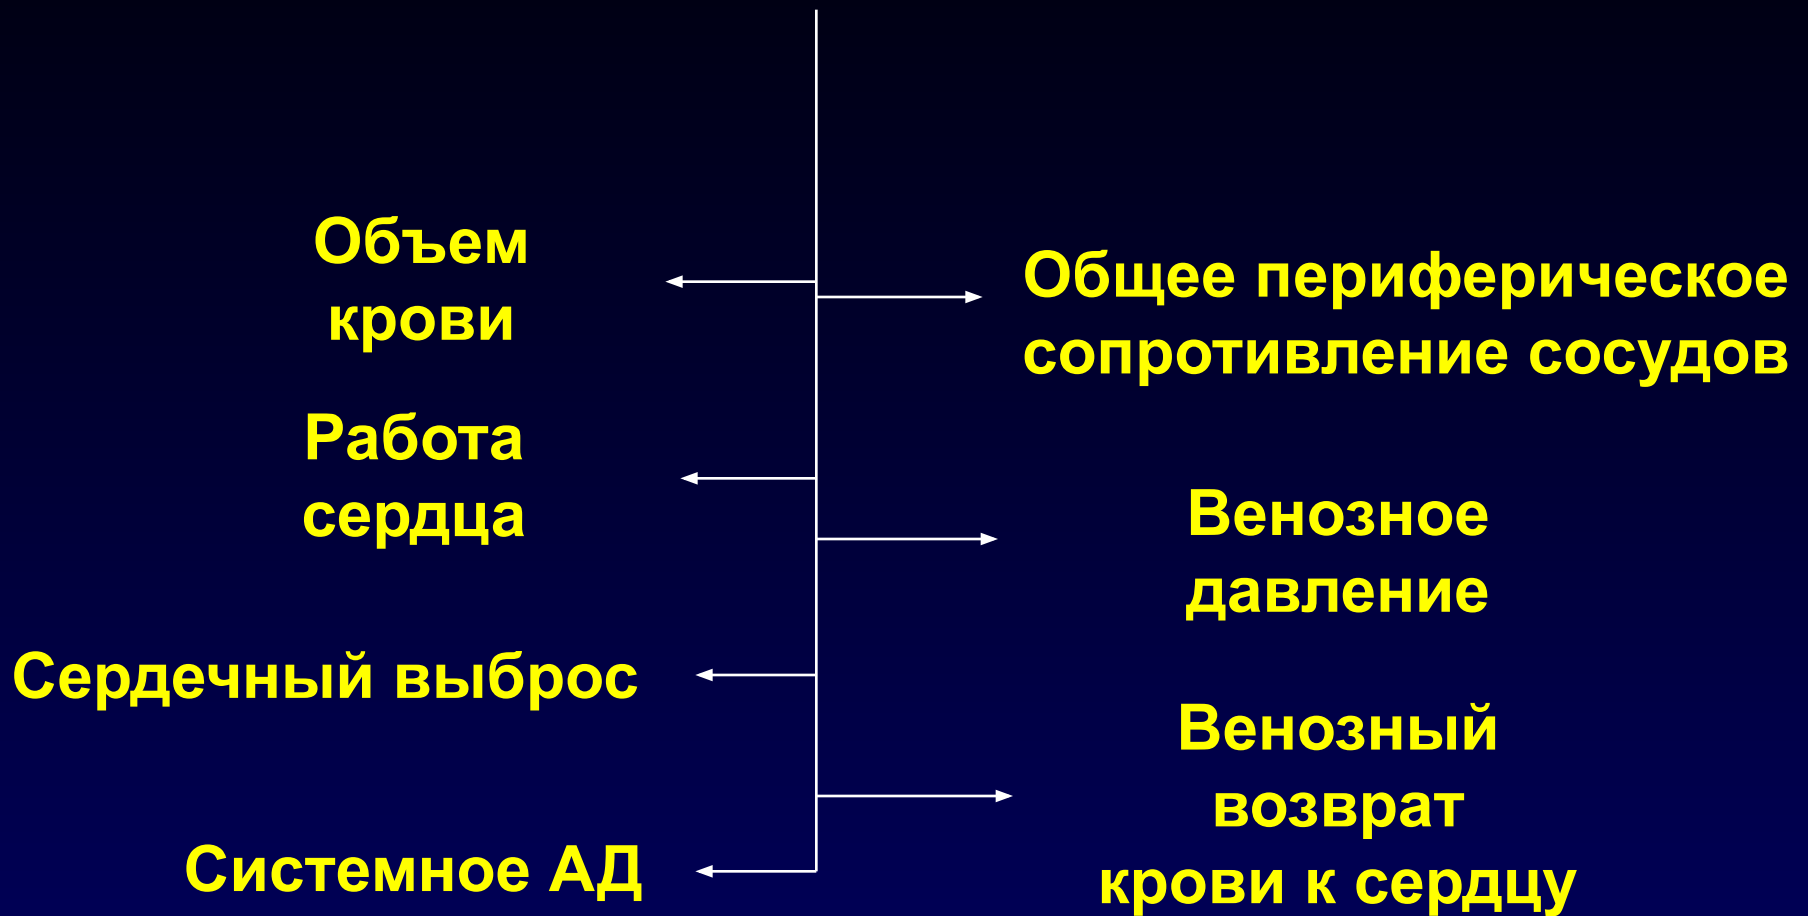 Объем
крови
Общее периферическое
сопротивление сосудов
Работа
сердца
Венозное
давление
Сердечный выброс
Венозный
возврат
крови к сердцу
Системное АД